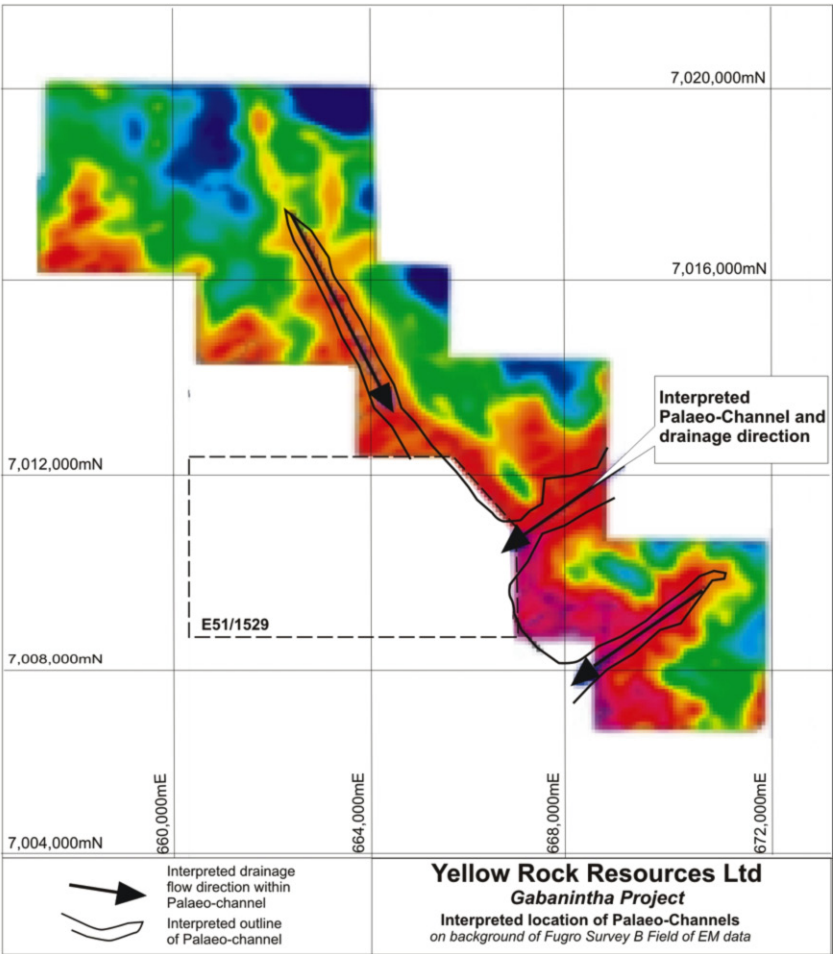 7,020,000mN
7,016,000mN
Interpreted
Palaeo-Channel and
drainage direction
7,012,000mN
E51/1529
7,008,000mN
660,000mE
664,000mE
668,000mE
672,000mE
7,004,000mN
Interpreted drainage
flow direction within
Palaeo-channel
Interpreted outline
of Palaeo-channel
Yellow Rock Resources Ltd
Gabanintha Project
Interpreted location of Palaeo-Channels
on background of Fugro Survey B Field of EM data